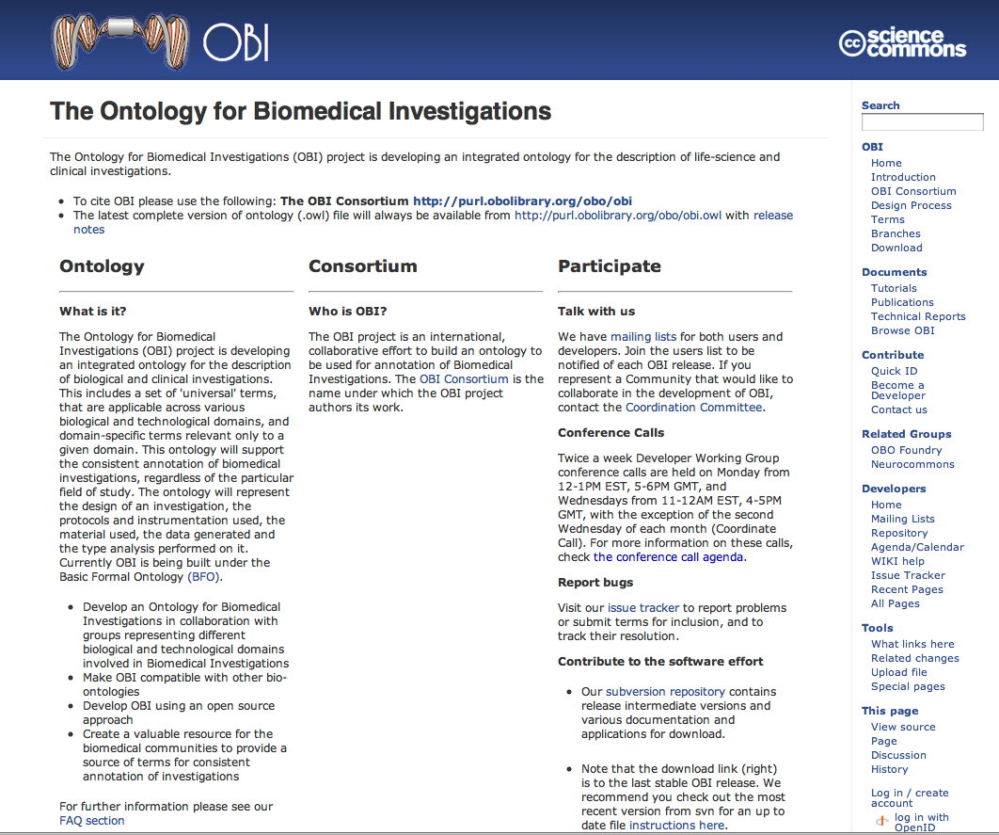 OBI
cc science
commons
The Ontology for Biomedical Investigations
The Ontology for Biomedical Investigations (OBI) project is developing an integrated ontology for the description of life-science and
clinical investigations.
• To cite OBI please use the following: The OBI Consortium http://purl.obolibrary.org/obo/obi
• The latest complete version of ontology (.owl) file will always be available from http://purl.obolibrary.org/obo/obi.owl with release
notes
Ontology
What is it?
The Ontology for Biomedical
Investigations (OBI) project is developing
an integrated ontology for the description
of biological and clinical investigations.
This includes a set of 'universal' terms,
that are applicable across various
biological and technological domains, and
domain-specific terms relevant only to a
given domain. This ontology will support
the consistent annotation of biomedical
investigations, regardless of the particular
field of study. The ontology will represent
the design of an investigation, the
protocols and instrumentation used, the
material used, the data generated and
the type analysis performed on it.
Currently OBI is being built under the
Basic Formal Ontology (BFO).
• Develop an Ontology for Biomedical
Investigations in collaboration with
groups representing different
biological and technological domains
involved in Biomedical Investigations
• Make OBI compatible with other bio-
ontologies
• Develop OBI using an open source
approach
• Create a valuable resource for the
biomedical communities to provide a
source of terms for consistent
annotation of investigations
For further information please see our
FAQ section
Consortium
Who is OBI?
The OBI project is an international,
collaborative effort to build an ontology to
be used for annotation of Biomedical
Investigations. The OBI Consortium is the
name under which the OBI project
authors its work.
Participate
Talk with us
We have mailing lists for both users and
developers. Join the users list to be
notified of each OBI release. If you
represent a Community that would like to
collaborate in the development of OBI,
contact the Coordination Committee.
Conference Calls
Twice a week Developer Working Group
conference calls are held on Monday from
12-1PM EST, 5-6PM GMT, and
Wednesdays from 11-12AM EST, 4-5PM
GMT, with the exception of the second
Wednesday of each month (Coordinate
Call). For more information on these calls,
check the conference call agenda.
Report bugs
Visit our issue tracker to report problems
or submit terms for inclusion, and to
track their resolution.
Contribute to the software effort
• Our subversion repository contains
release intermediate versions and
various documentation and
applications for download.
• Note that the download link (right)
is to the last stable OBI release. We
recommend you check out the most
recent version from svn for an up to
date file instructions here.
Search
OBI
Home
Introduction
OBI Consortium
Design Process
Terms
Branches
Download
Documents
Tutorials
Publications
Technical Reports
Browse OBI
Contribute
Quick ID
Become a
Developer
Contact us
Related Groups
OBO Foundry
Neurocommons
Developers
Home
Mailing Lists
Repository
Agenda/Calendar
WIKI help
Issue Tracker
Recent Pages
All Pages
Tools
What links here
Related changes
Upload file
Special pages
This page
View source
Page
Discussion
History
Log in / create
account
log in with
OpenID